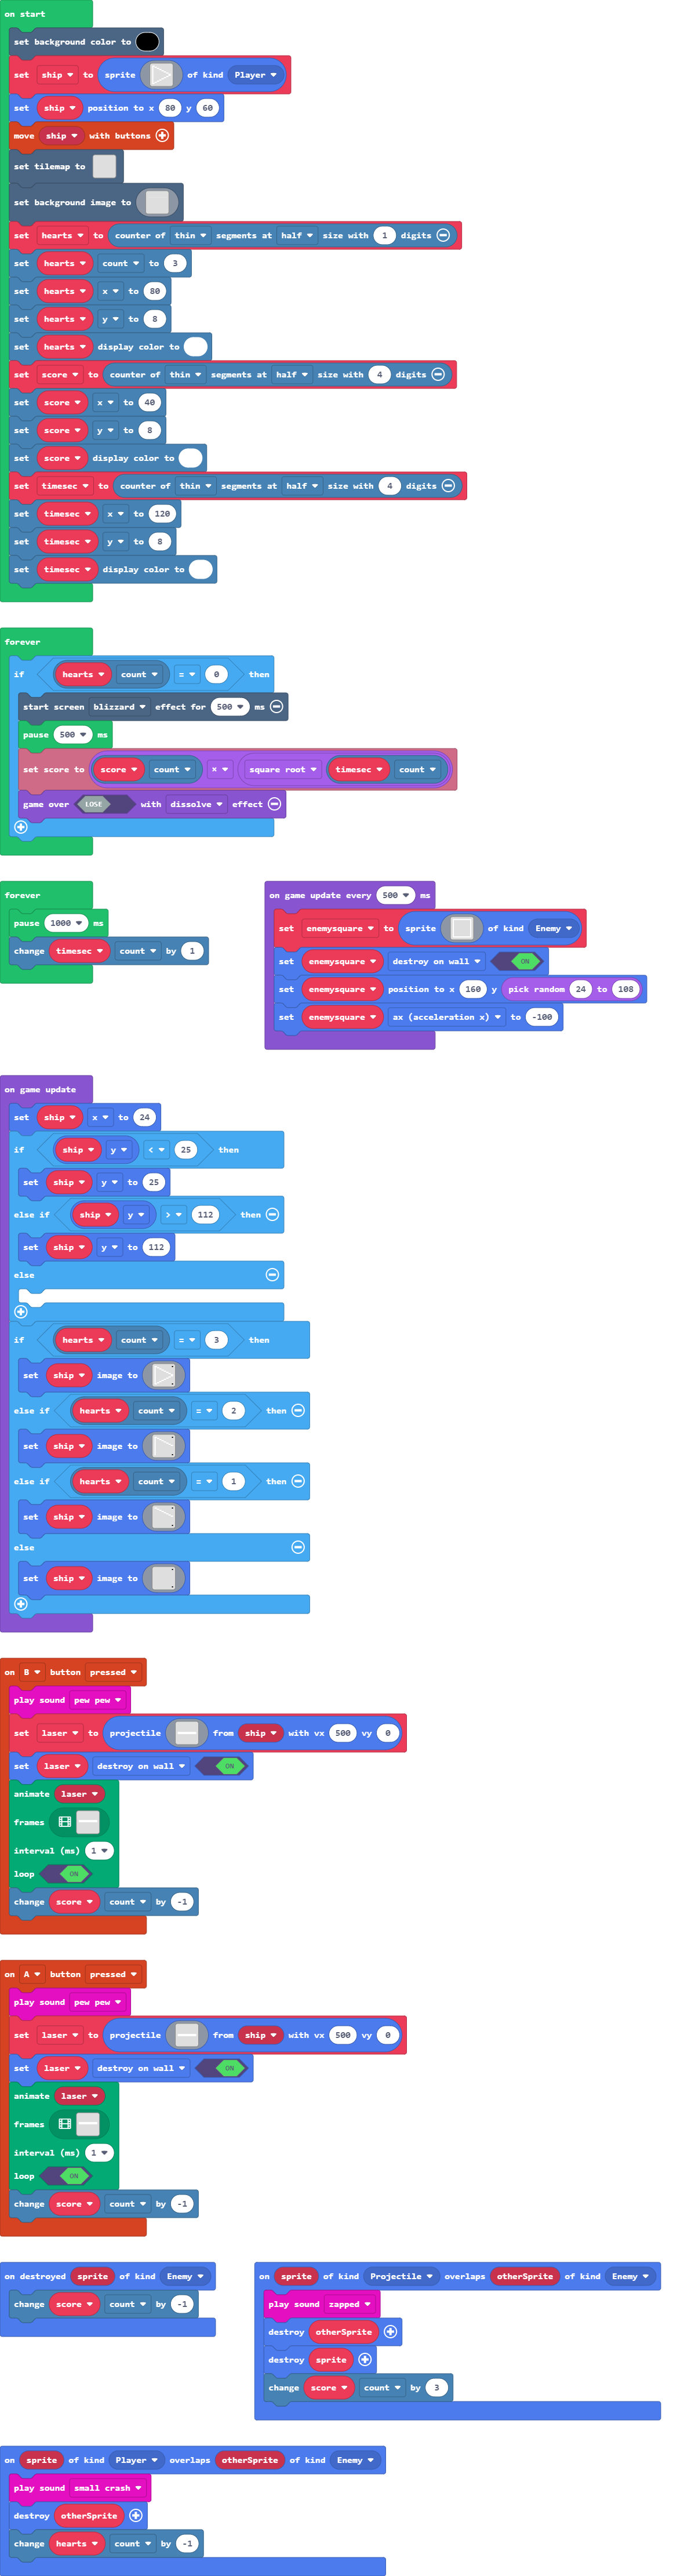 on start
set background color to
set ship to sprite of kind Player
set ship position to x 80 y 60
move ship with buttons
set tilemap to
set background image to
set hearts to counter of thin segments at half size with 1 digits
set hearts count to 3
set hearts x to 80
set hearts y to 8
set hearts display color to
set score to counter of thin segments at half size with 4 digits
set score x to 40
set score y to 8
set score display color to
set timesec to counter of thin segments at half size with 4 digits
set timesec x to 120
set timesec y to 8
set timesec display color to
forever
if hearts count = 0 then
start screen blizzard effect for 500 ms
pause 500 ms
set score to score count × square root timesec count
game over LOSE with dissolve effect
forever
pause 1000 ms
change timesec count by 1
on game update every 500 ms
set enemysquare to sprite of kind Enemy
set enemysquare destroy on wall ON
set enemysquare position to x 160 y pick random 24 to 108
set enemysquare ax (acceleration x) to -100
on game update
set ship x to 24
if ship y < 25 then
set ship y to 25
else if ship y > 112 then
set ship y to 112
else
if hearts count = 3 then
set ship image to
else if hearts count = 2 then
set ship image to
else if hearts count = 1 then
set ship image to
else
set ship image to
on B button pressed
play sound pew pew
set laser to projectile from ship with vx 500 vy 0
set laser destroy on wall ON
animate laser
frames
interval (ms) 1
loop ON
change score count by -1
on A button pressed
play sound pew pew
set laser to projectile from ship with vx 500 vy 0
set laser destroy on wall ON
animate laser
frames
interval (ms) 1
loop ON
change score count by -1
on destroyed sprite of kind Enemy
change score count by -1
on sprite of kind Projectile overlaps otherSprite of kind Enemy
play sound zapped
destroy otherSprite
destroy sprite
change score count by 3
on sprite of kind Player overlaps otherSprite of kind Enemy
play sound small crash
destroy otherSprite
change hearts count by -1